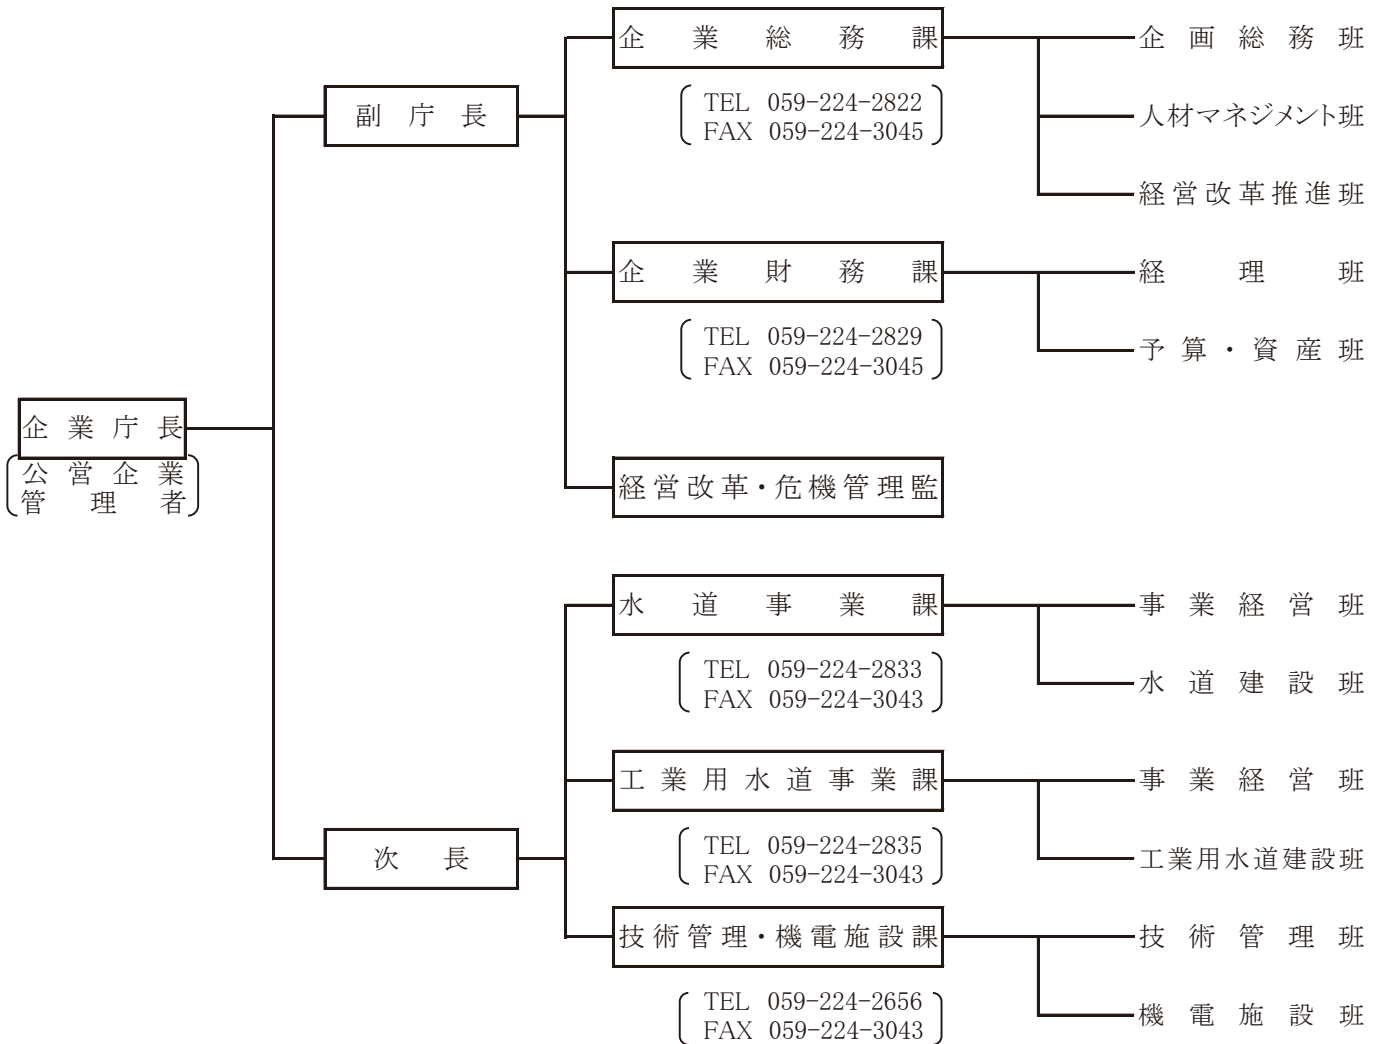 企業庁長
公営企業
管理者
副庁長
企業総務課
TEL 059-224-2822
FAX 059-224-3045
企画総務班
人材マネジメント班
経営改革推進班
企業財務課
TEL 059-224-2829
FAX 059-224-3045
経理班
予算・資産班
経営改革・危機管理監
次長
水道事業課
TEL 059-224-2833
FAX 059-224-3043
事業経営班
水道建設班
工業用水道事業課
TEL 059-224-2835
FAX 059-224-3043
事業経営班
工業用水道建設班
技術管理・機電施設課
TEL 059-224-2656
FAX 059-224-3043
技術管理班
機電施設班